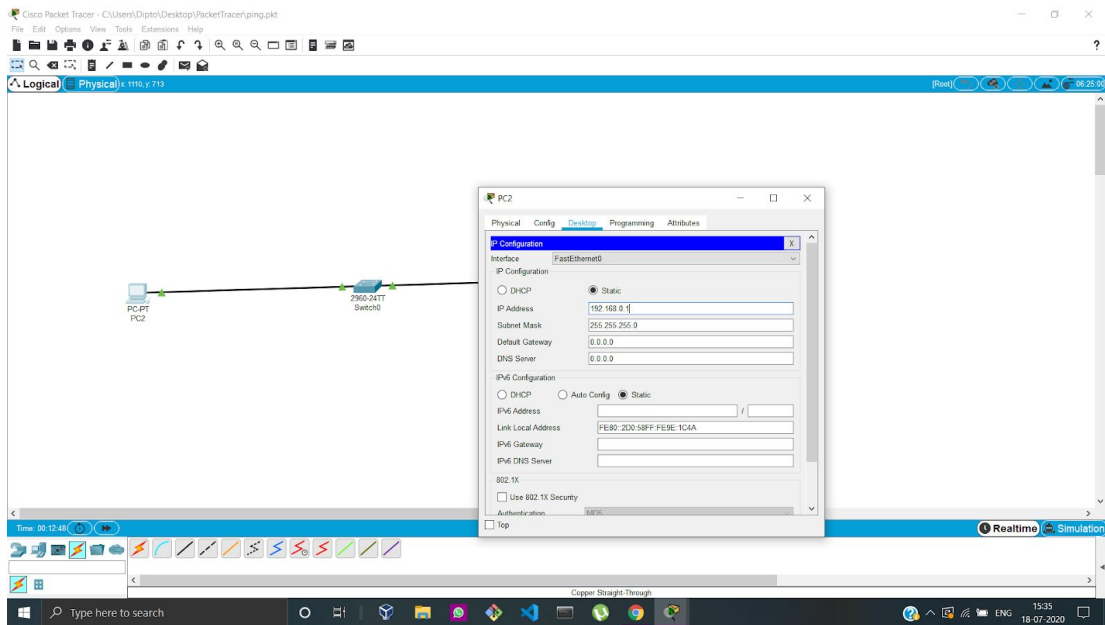 Cisco Packet Tracer - C:\Users\Dipto\Desktop\PacketTracer\ping.pkt
File Edit Options View Tools Extensions Help
?
Logical Physical x: 1110, y: 713 [Root] 06:25:00
PC2
Physical Config Desktop Programming Attributes
IP Configuration X
Interface FastEthernet0
IP Configuration
DHCP Static
IP Address 192.168.0.1
Subnet Mask 255.255.255.0
Default Gateway 0.0.0.0
DNS Server 0.0.0.0
IPv6 Configuration
DHCP Auto Config Static
IPv6 Address /
Link Local Address FE80::2D0:58FF:FE9E:1C4A
IPv6 Gateway
IPv6 DNS Server
802.1X
Use 802.1X Security
Authentication MD5
Top
PC-PT
PC2
2960-24TT
Switch0
Time: 00:12:48 Realtime Simulation
Copper Straight-Through
Type here to search
ENG
15:35
18-07-2020